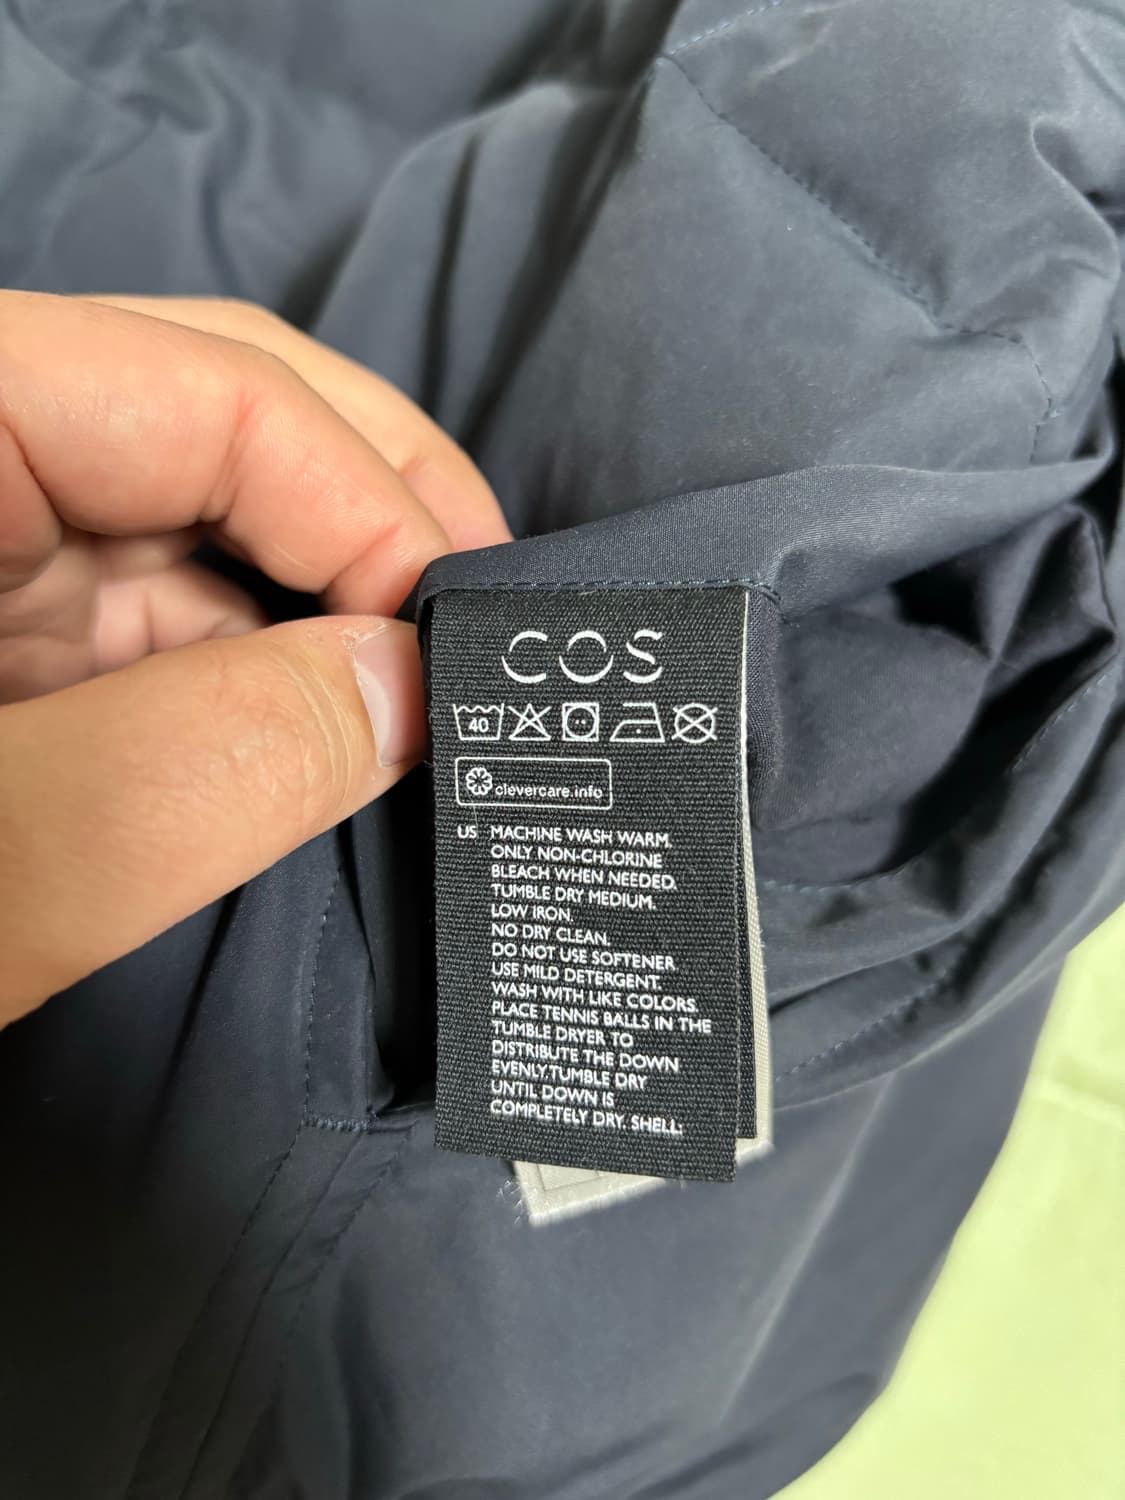 COS
40
clevercare.info
US MACHINE WASH WARM.
ONLY NON-CHLORINE
BLEACH WHEN NEEDED.
TUMBLE DRY MEDIUM.
LOW IRON.
NO DRY CLEAN.
DO NOT USE SOFTENER
USE MILD DETERGENT.
WASH WITH LIKE COLORS.
PLACE TENNIS BALLS IN THE
TUMBLE DRYER TO
DISTRIBUTE THE DOWN
EVENLY.TUMBLE DRY
UNTIL DOWN IS
COMPLETELY DRY. SHELL: